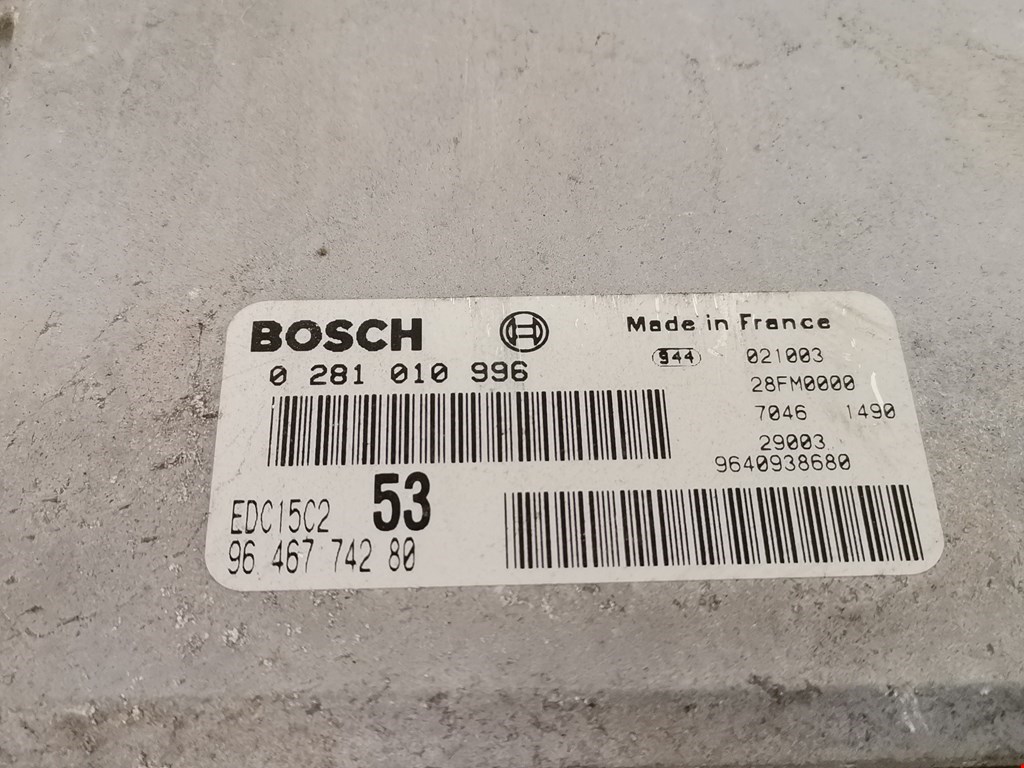 BOSCH
Made in France
0 281 010 996
944
021003
28FM0000
7046 1490
29003
9640938680
EDC15C2 53
96 467 742 80